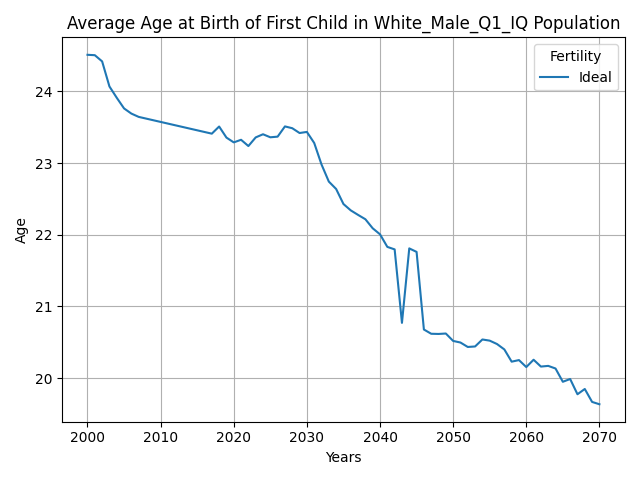 Average Age at Birth of First Child in White_Male_Q1_IQ Population
Fertility
Ideal
24
23
22
21
20
Age
2000 2010 2020 2030 2040 2050 2060 2070
Years